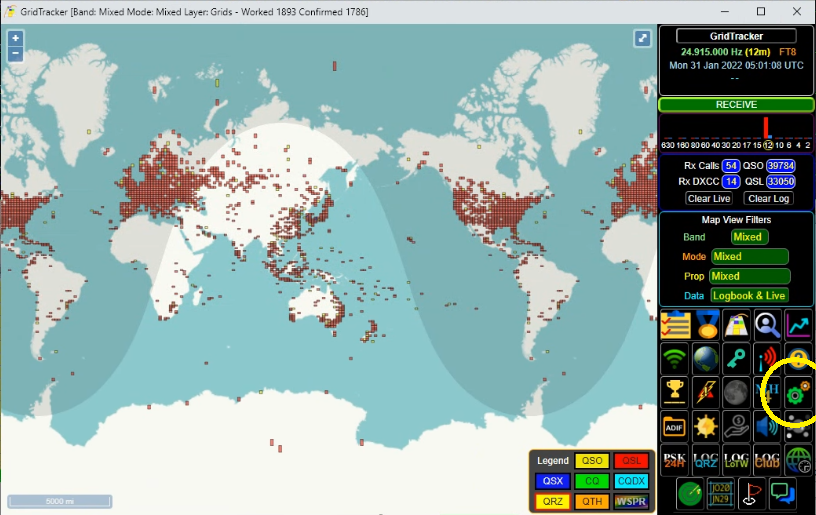 GridTracker [Band: Mixed Mode: Mixed Layer: Grids - Worked 1893 Confirmed 1786]
+
−
GridTracker
24.915.000 Hz (12m) FT8
Mon 31 Jan 2022 05:01:08 UTC
- -
RECEIVE
630 160 80 60 40 30 20 17 15 12 10 6 4 2
Rx Calls 54 QSO 39784
Rx DXCC 14 QSL 33050
Clear Live Clear Log
Map View Filters
Band Mixed
Mode Mixed
Prop Mixed
Data Logbook & Live
ADIF
PSK 24H
LOG QRZ
LOG LoTW
LOG Club
JO20
JN29
Legend QSO QSL
QSX CQ CQDX
QRZ QTH WSPR
5000 mi